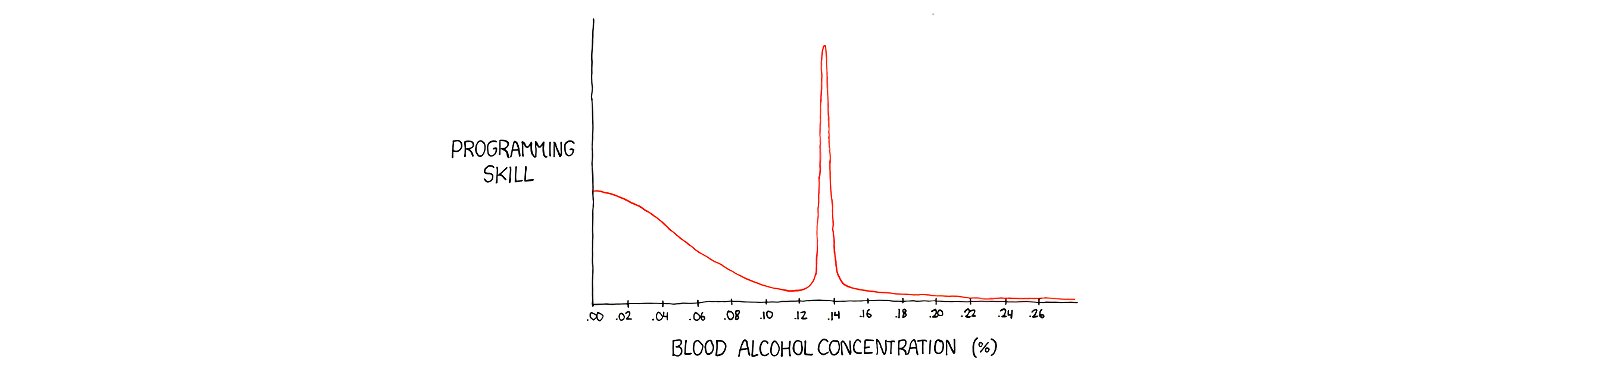 PROGRAMMING
SKILL
.00 .02 .04 .06 .08 .10 .12 .14 .16 .18 .20 .22 .24 .26
BLOOD ALCOHOL CONCENTRATION (%)